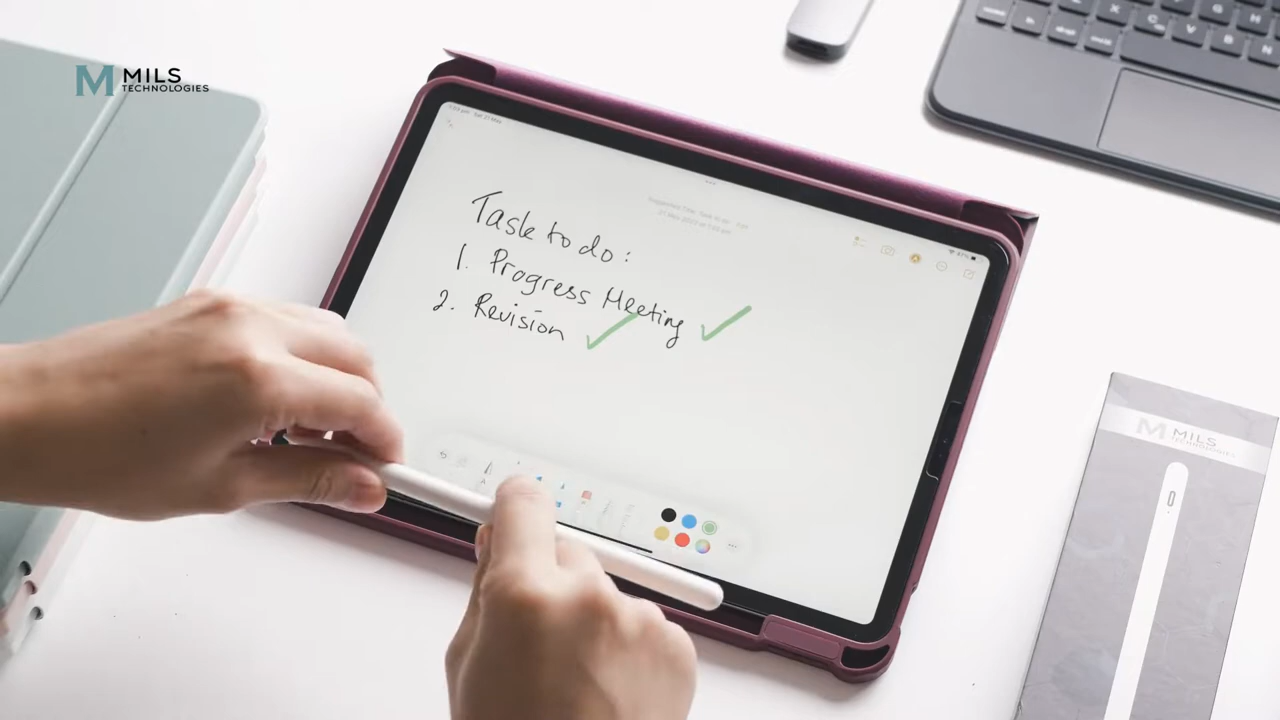 MILS
TECHNOLOGIES
Task to do:
1. Progress Meeting
2. Revision
MILS
TECHNOLOGIES